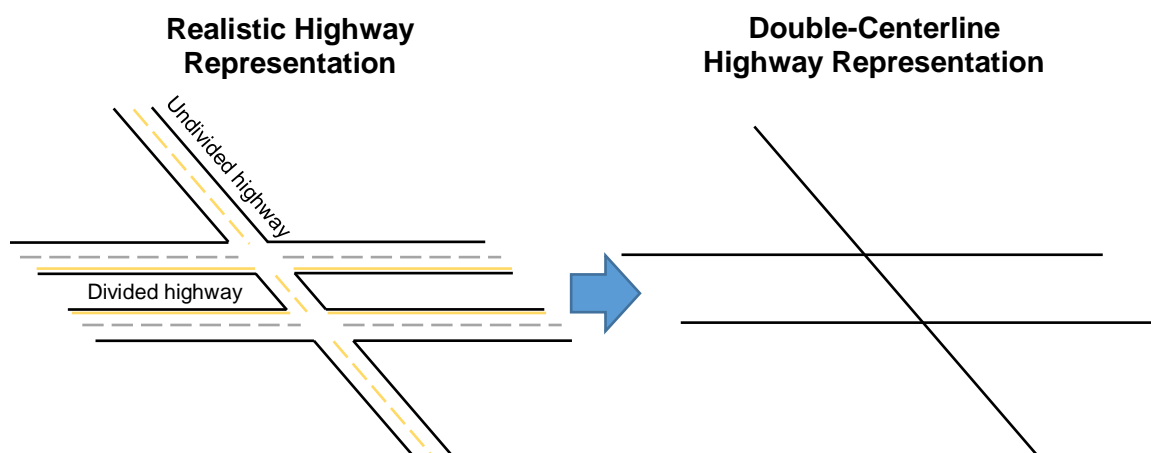 Realistic Highway
Representation
Double-Centerline
Highway Representation
Undivided highway
Divided highway